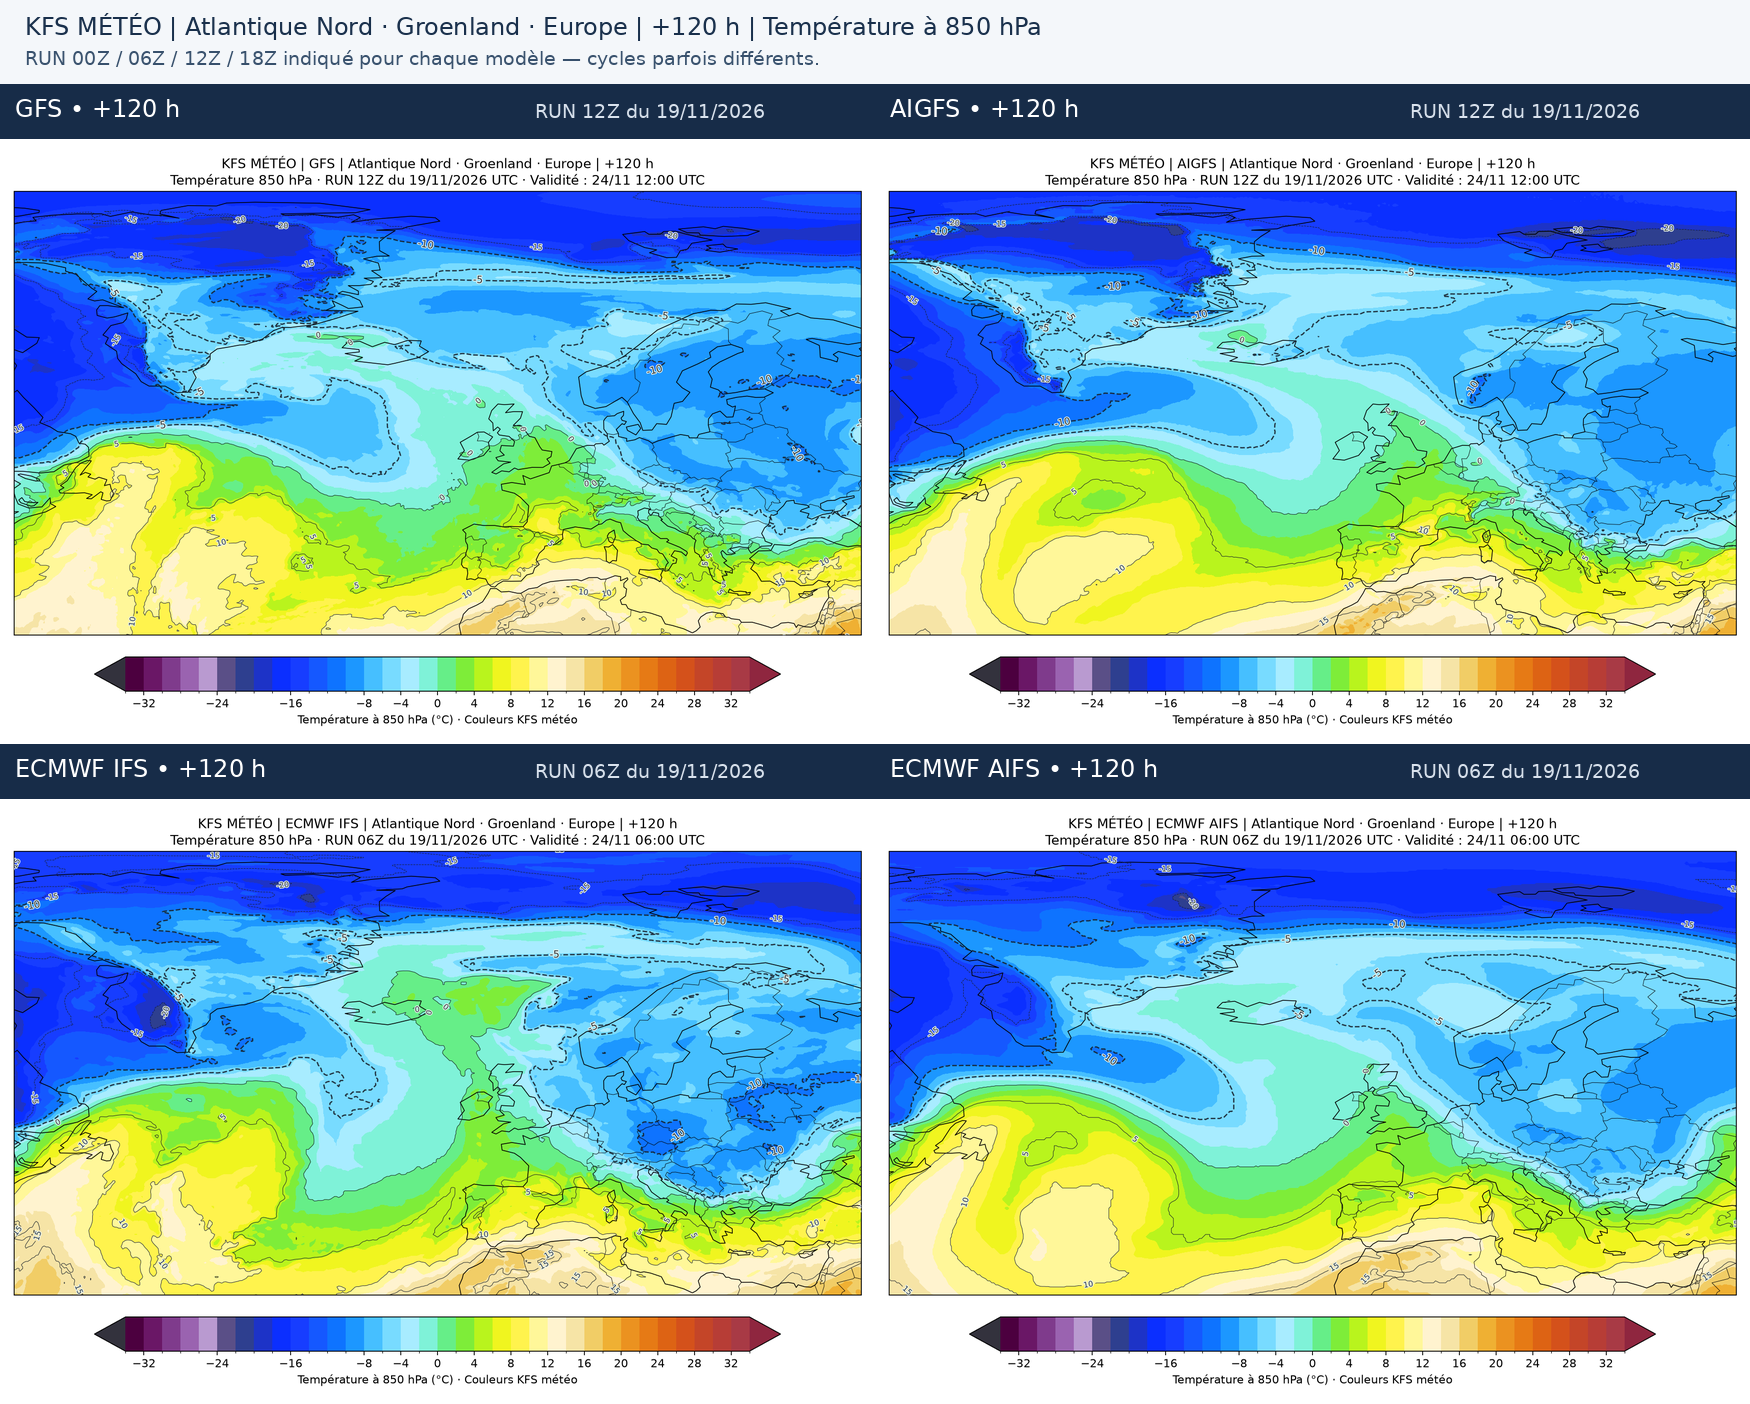 KFS MÉTÉO | Atlantique Nord · Groenland · Europe | +120 h | Température à 850 hPa
RUN 00Z / 06Z / 12Z / 18Z indiqué pour chaque modèle — cycles parfois différents.
GFS • +120 h
RUN 12Z du 19/11/2026
AIGFS • +120 h
RUN 12Z du 19/11/2026
KFS MÉTÉO | GFS | Atlantique Nord · Groenland · Europe | +120 h
Température 850 hPa · RUN 12Z du 19/11/2026 UTC · Validité : 24/11 12:00 UTC
KFS MÉTÉO | AIGFS | Atlantique Nord · Groenland · Europe | +120 h
Température 850 hPa · RUN 12Z du 19/11/2026 UTC · Validité : 24/11 12:00 UTC
−32 −24 −16 −8 −4 0 4 8 12 16 20 24 28 32
Température à 850 hPa (°C) · Couleurs KFS météo
−32 −24 −16 −8 −4 0 4 8 12 16 20 24 28 32
Température à 850 hPa (°C) · Couleurs KFS météo
ECMWF IFS • +120 h
RUN 06Z du 19/11/2026
ECMWF AIFS • +120 h
RUN 06Z du 19/11/2026
KFS MÉTÉO | ECMWF IFS | Atlantique Nord · Groenland · Europe | +120 h
Température 850 hPa · RUN 06Z du 19/11/2026 UTC · Validité : 24/11 06:00 UTC
KFS MÉTÉO | ECMWF AIFS | Atlantique Nord · Groenland · Europe | +120 h
Température 850 hPa · RUN 06Z du 19/11/2026 UTC · Validité : 24/11 06:00 UTC
−32 −24 −16 −8 −4 0 4 8 12 16 20 24 28 32
Température à 850 hPa (°C) · Couleurs KFS météo
−32 −24 −16 −8 −4 0 4 8 12 16 20 24 28 32
Température à 850 hPa (°C) · Couleurs KFS météo